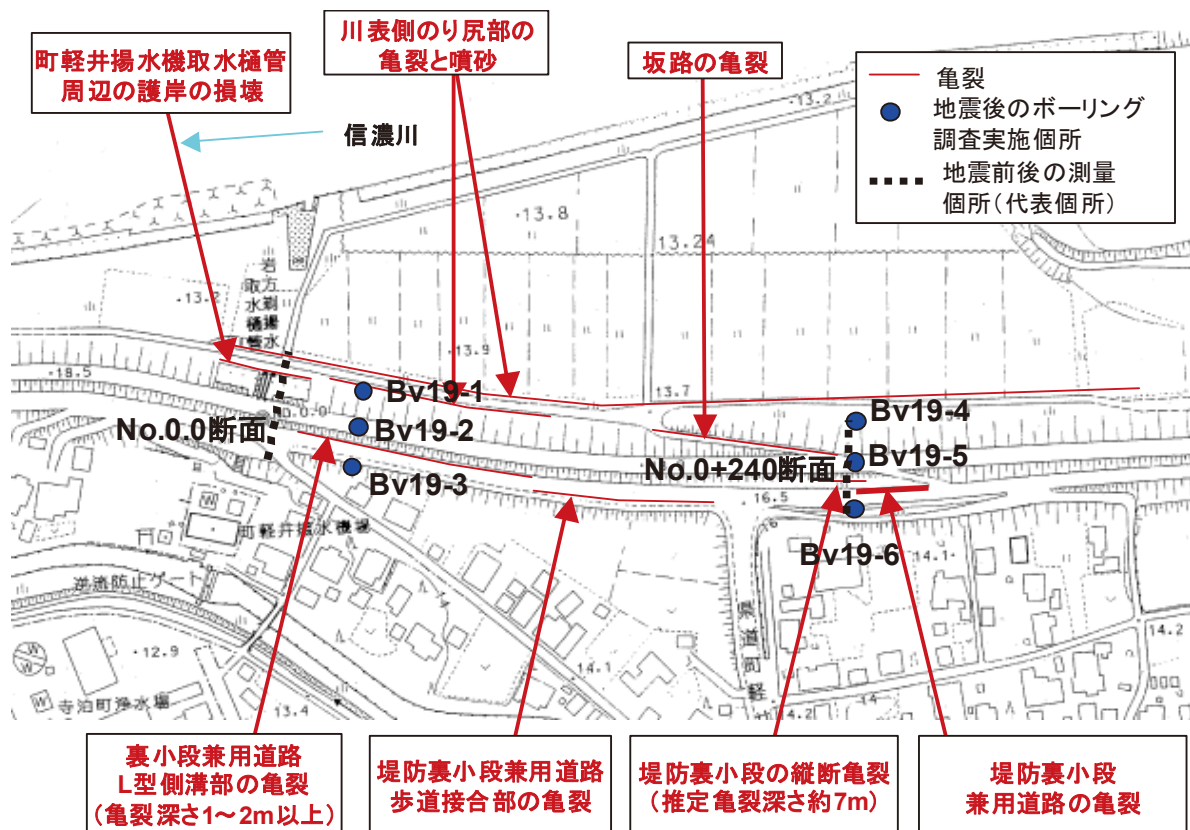 町軽井揚水機取水樋管
周辺の護岸の損壊
川表側のり尻部の
亀裂と噴砂
坂路の亀裂
亀裂
地震後のボーリング
調査実施個所
地震前後の測量
個所(代表個所)
信濃川
13.2
13.8
13.24
13.2
13.9
13.7
18.5
Bv19-1
Bv19-2
Bv19-3
No.0.0断面
Bv19-4
Bv19-5
No.0+240断面
16.5
Bv19-6
14.1
町軽井揚水機場
逆流防止ゲート
12.9
寺泊町浄水場
13.4
14.1
14.2
14
14.2
裏小段兼用道路
L型側溝部の亀裂
(亀裂深さ1~2m以上)
堤防裏小段兼用道路
歩道接合部の亀裂
堤防裏小段の縦断亀裂
(推定亀裂深さ約7m)
堤防裏小段
兼用道路の亀裂